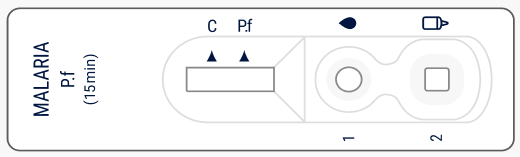 MALARIA
P.f
(15min)
C P.f
1
2